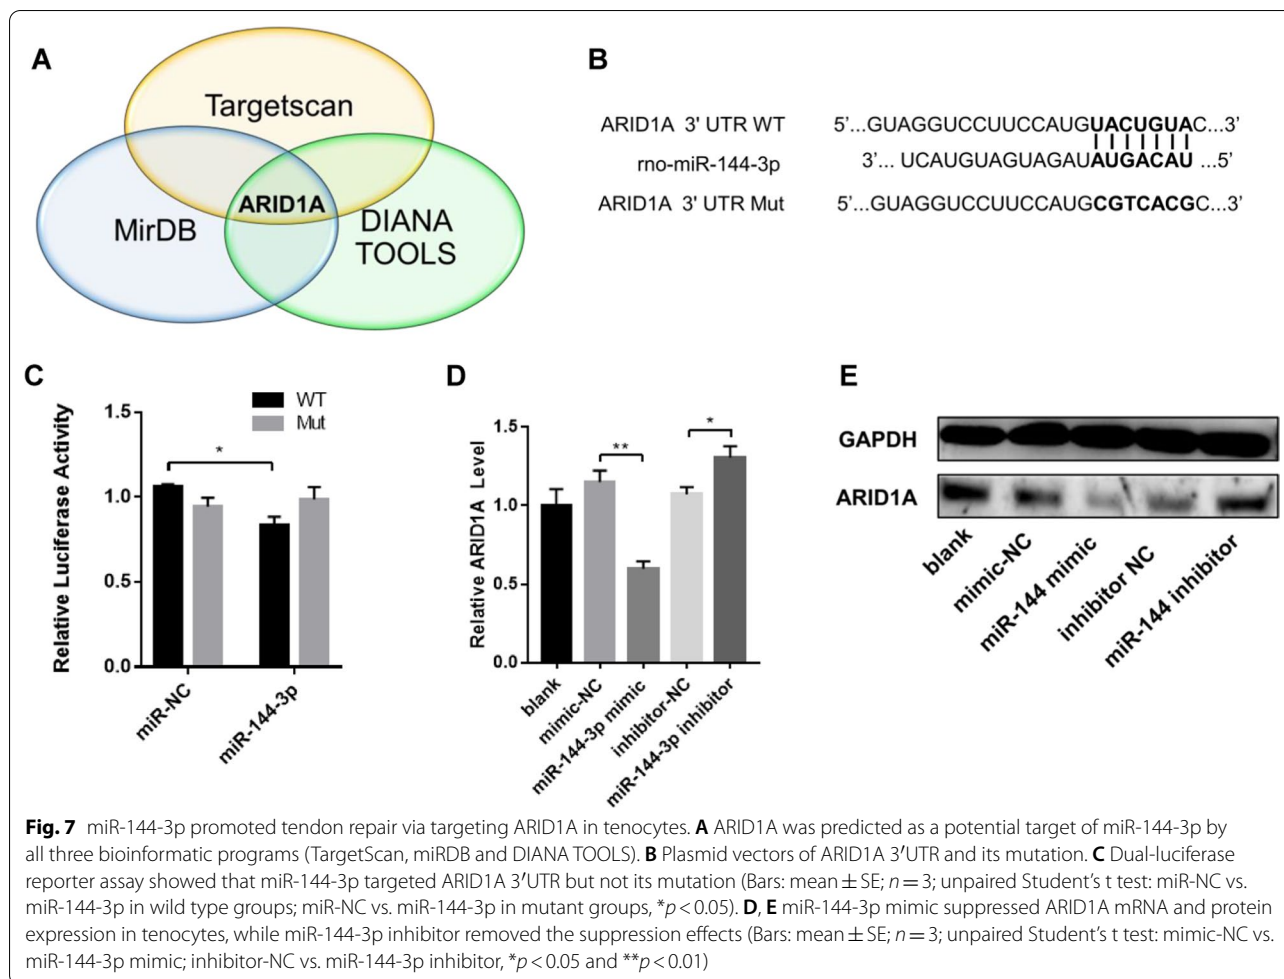 A
Targetscan
ARID1A
MirDB
DIANA
TOOLS
B
ARID1A 3' UTR WT 5'...GUAGGUCCUUCCAUGUACUGUAC...3'
rno-miR-144-3p 3'... UCAUGUAGUAGAUAUGACAU ...5'
ARID1A 3' UTR Mut 5'...GUAGGUCCUUCCAUGCGTCACGC...3'
C
WT
Mut
Relative Luciferase Activity
1.5
1.0
0.5
0.0
*
miR-NC
miR-144-3p
D
Relative ARID1A Level
1.5
1.0
0.5
0.0
**
*
blank
mimic-NC
miR-144-3p mimic
inhibitor-NC
miR-144-3p inhibitor
E
GAPDH
ARID1A
blank
mimic-NC
miR-144 mimic
inhibitor NC
miR-144 inhibitor
Fig. 7 miR-144-3p promoted tendon repair via targeting ARID1A in tenocytes. A ARID1A was predicted as a potential target of miR-144-3p by
all three bioinformatic programs (TargetScan, miRDB and DIANA TOOLS). B Plasmid vectors of ARID1A 3′UTR and its mutation. C Dual-luciferase
reporter assay showed that miR-144-3p targeted ARID1A 3′UTR but not its mutation (Bars: mean ± SE; n = 3; unpaired Student's t test: miR-NC vs.
miR-144-3p in wild type groups; miR-NC vs. miR-144-3p in mutant groups, *p < 0.05). D, E miR-144-3p mimic suppressed ARID1A mRNA and protein
expression in tenocytes, while miR-144-3p inhibitor removed the suppression effects (Bars: mean ± SE; n = 3; unpaired Student's t test: mimic-NC vs.
miR-144-3p mimic; inhibitor-NC vs. miR-144-3p inhibitor, *p < 0.05 and **p < 0.01)